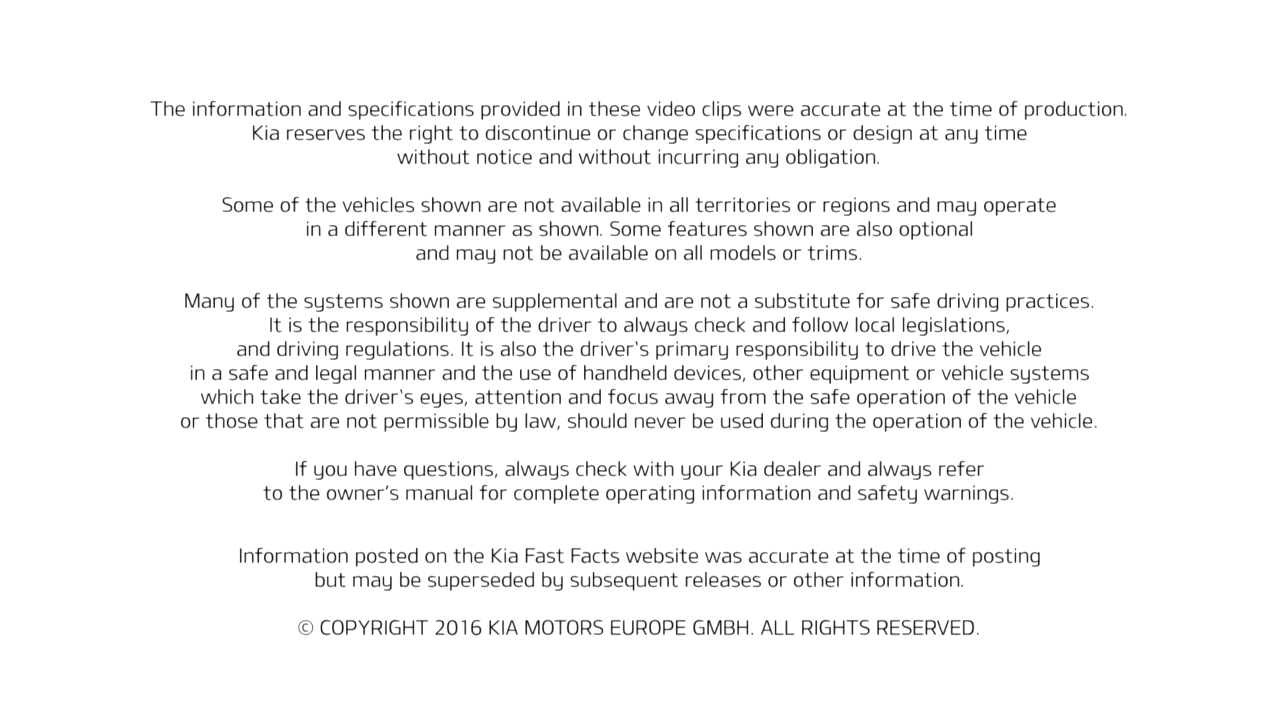 The information and specifications provided in these video clips were accurate at the time of production.
Kia reserves the right to discontinue or change specifications or design at any time
without notice and without incurring any obligation.
Some of the vehicles shown are not available in all territories or regions and may operate
in a different manner as shown. Some features shown are also optional
and may not be available on all models or trims.
Many of the systems shown are supplemental and are not a substitute for safe driving practices.
It is the responsibility of the driver to always check and follow local legislations,
and driving regulations. It is also the driver‛s primary responsibility to drive the vehicle
in a safe and legal manner and the use of handheld devices, other equipment or vehicle systems
which take the driver‛s eyes, attention and focus away from the safe operation of the vehicle
or those that are not permissible by law, should never be used during the operation of the vehicle.
If you have questions, always check with your Kia dealer and always refer
to the owner’s manual for complete operating information and safety warnings.
Information posted on the Kia Fast Facts website was accurate at the time of posting
but may be superseded by subsequent releases or other information.
© COPYRIGHT 2016 KIA MOTORS EUROPE GMBH. ALL RIGHTS RESERVED.